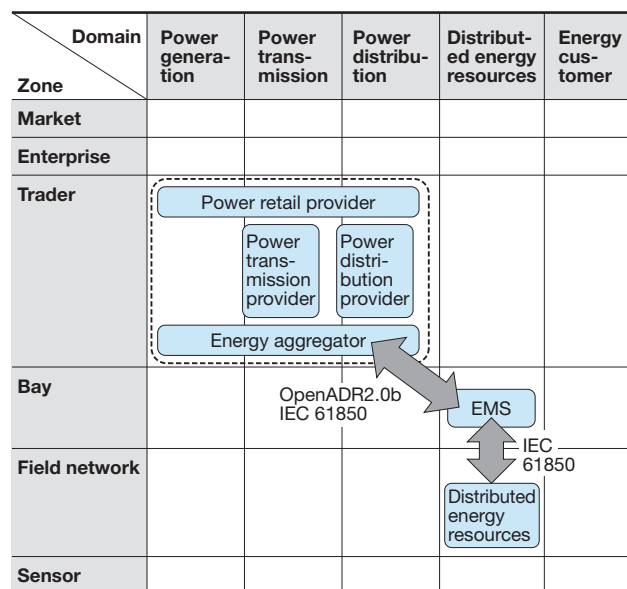 Domain
Zone
Power
genera-
tion
Power
trans-
mission
Power
distribu-
tion
Distribut-
ed energy
resources
Energy
cus-
tomer
Market
Enterprise
Trader
Power retail provider
Power
trans-
mission
provider
Power
distri-
bution
provider
Energy aggregator
Bay
OpenADR2.0b
IEC 61850
EMS
IEC
61850
Field network
Distributed
energy
resources
Sensor